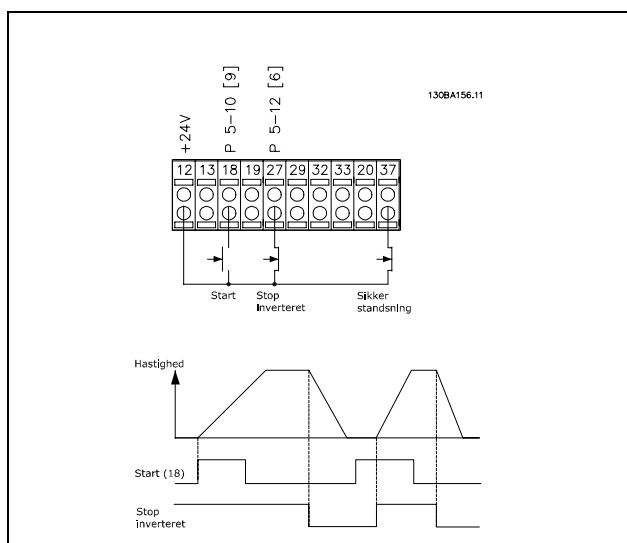 130BA156.11
+24V
P 5-10 [9]
P 5-12 [6]
12 13 18 19 27 29 32 33 20 37
Start
Stop
inverteret
Sikker
standsning
Hastighed
Start (18)
Stop
inverteret